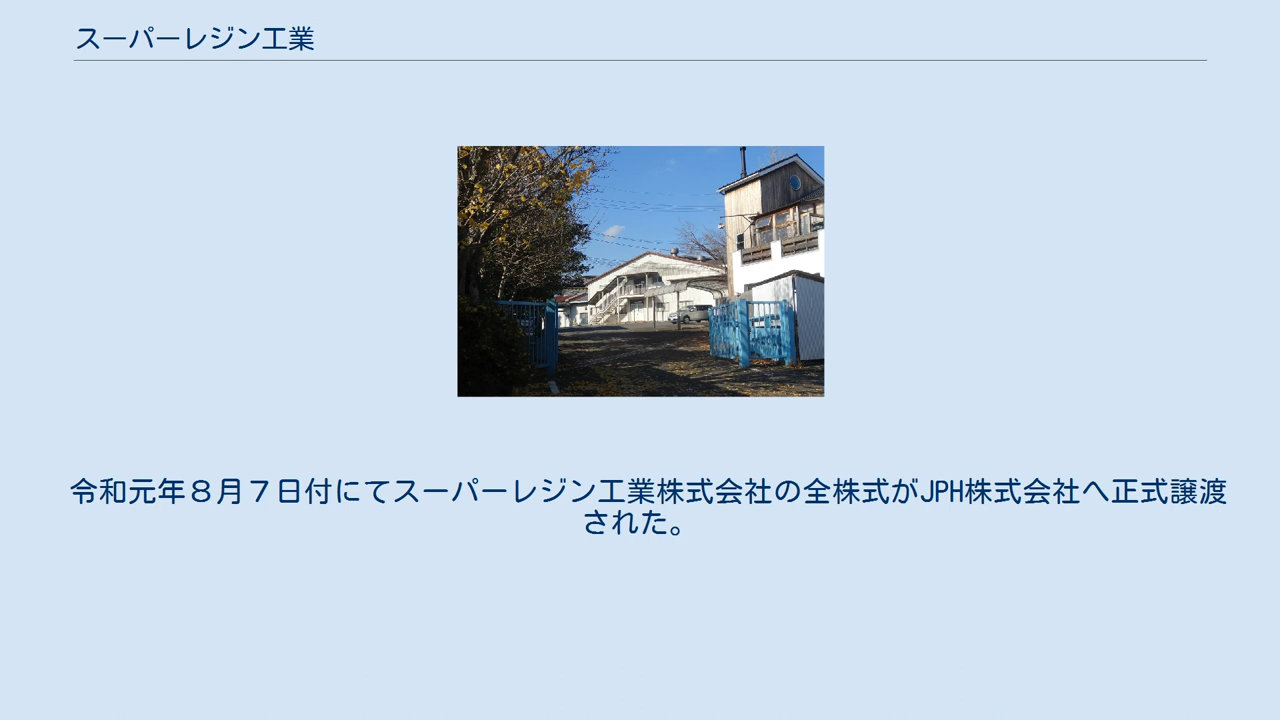 スーパーレジン工業
令和元年８月７日付にてスーパーレジン工業株式会社の全株式がJPH株式会社へ正式譲渡
された。